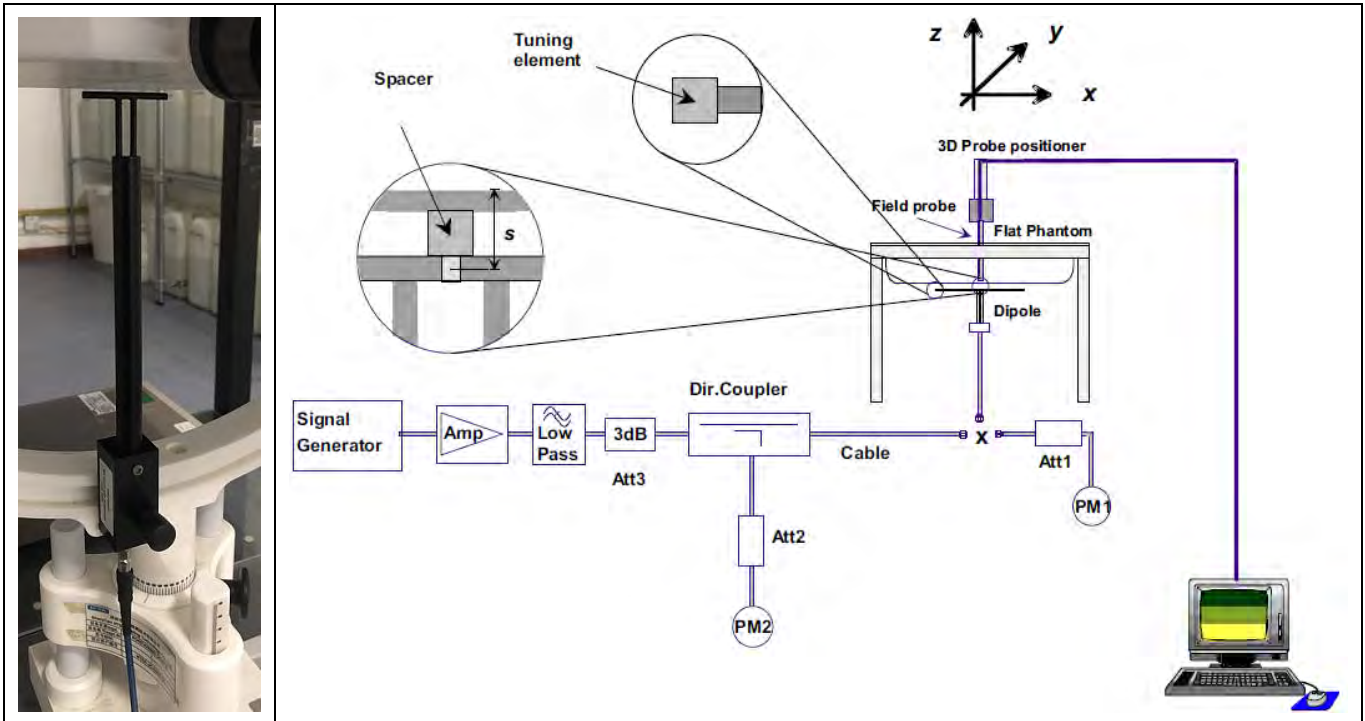 Tuning
element
Spacer
s
z
y
x
3D Probe positioner
Field probe
Flat Phantom
Dipole
Dir.Coupler
Signal
Generator
Amp
Low
Pass
3dB
Att3
Cable
x
Att1
PM1
Att2
PM2